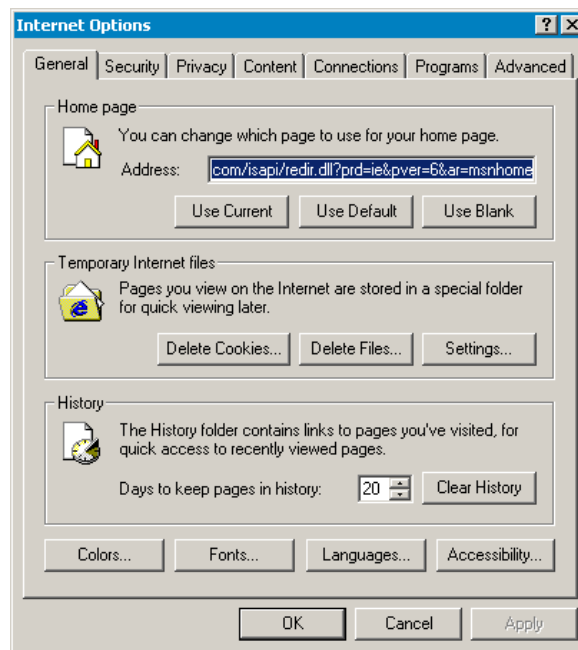 Internet Options
General Security Privacy Content Connections Programs Advanced
Home page
You can change which page to use for your home page.
Address: com/isapi/redir.dll?prd=ie&pver=6&ar=msnhome
Use Current Use Default Use Blank
Temporary Internet files
Pages you view on the Internet are stored in a special folder
for quick viewing later.
Delete Cookies... Delete Files... Settings...
History
The History folder contains links to pages you've visited, for
quick access to recently viewed pages.
Days to keep pages in history: 20 Clear History
Colors... Fonts... Languages... Accessibility...
OK Cancel Apply